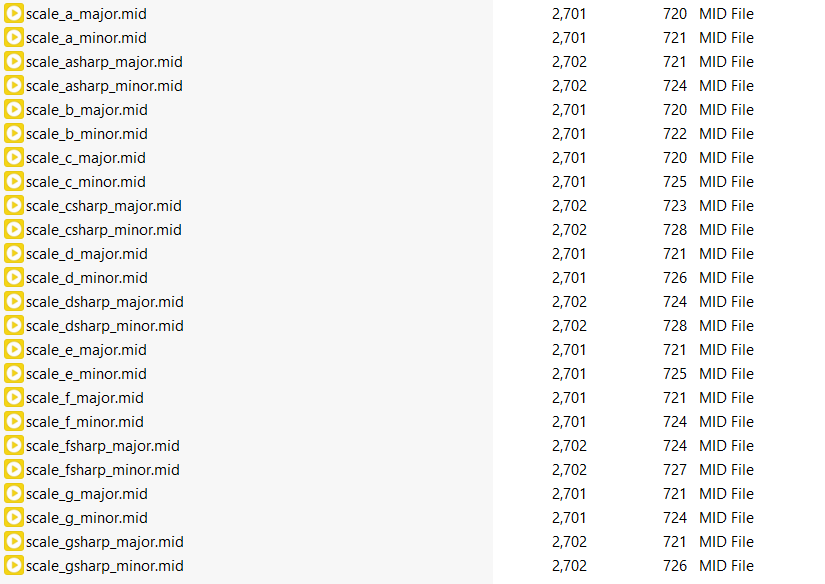 scale_a_major.mid 2,701 720 MID File
scale_a_minor.mid 2,701 721 MID File
scale_asharp_major.mid 2,702 721 MID File
scale_asharp_minor.mid 2,702 724 MID File
scale_b_major.mid 2,701 720 MID File
scale_b_minor.mid 2,701 722 MID File
scale_c_major.mid 2,701 720 MID File
scale_c_minor.mid 2,701 725 MID File
scale_csharp_major.mid 2,702 723 MID File
scale_csharp_minor.mid 2,702 728 MID File
scale_d_major.mid 2,701 721 MID File
scale_d_minor.mid 2,701 726 MID File
scale_dsharp_major.mid 2,702 724 MID File
scale_dsharp_minor.mid 2,702 728 MID File
scale_e_major.mid 2,701 721 MID File
scale_e_minor.mid 2,701 725 MID File
scale_f_major.mid 2,701 721 MID File
scale_f_minor.mid 2,701 724 MID File
scale_fsharp_major.mid 2,702 724 MID File
scale_fsharp_minor.mid 2,702 727 MID File
scale_g_major.mid 2,701 721 MID File
scale_g_minor.mid 2,701 724 MID File
scale_gsharp_major.mid 2,702 721 MID File
scale_gsharp_minor.mid 2,702 726 MID File